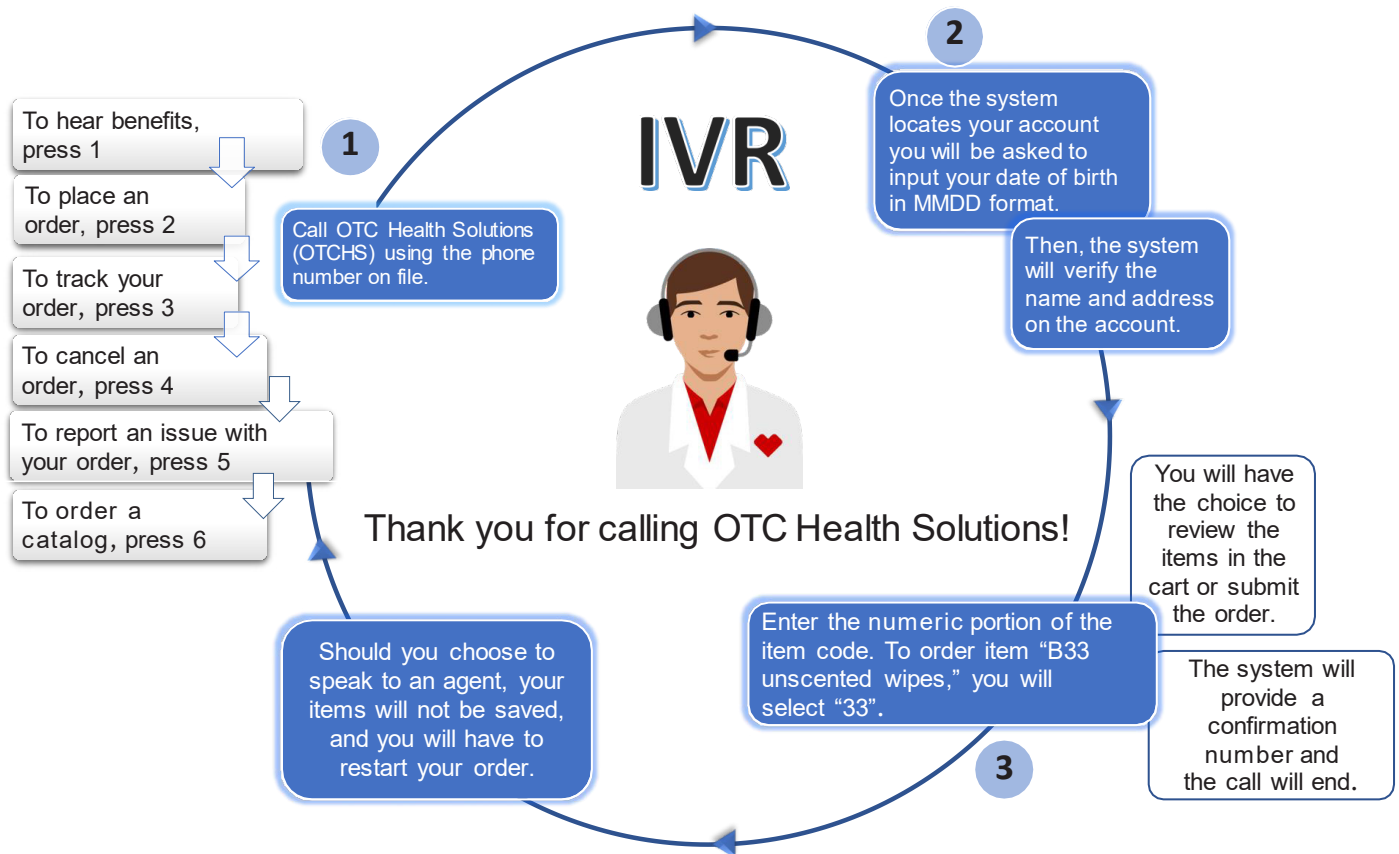 IVR
1
Call OTC Health Solutions
(OTCHS) using the phone
number on file.
To hear benefits,
press 1
To place an
order, press 2
To track your
order, press 3
To cancel an
order, press 4
To report an issue with
your order, press 5
To order a
catalog, press 6
2
Once the system
locates your account
you will be asked to
input your date of birth
in MMDD format.
Then, the system
will verify the
name and address
on the account.
Thank you for calling OTC Health Solutions!
3
Enter the numeric portion of the
item code. To order item “B33
unscented wipes,” you will
select “33”.
You will have
the choice to
review the
items in the
cart or submit
the order.
The system will
provide a
confirmation
number and
the call will end.
Should you choose to
speak to an agent, your
items will not be saved,
and you will have to
restart your order.